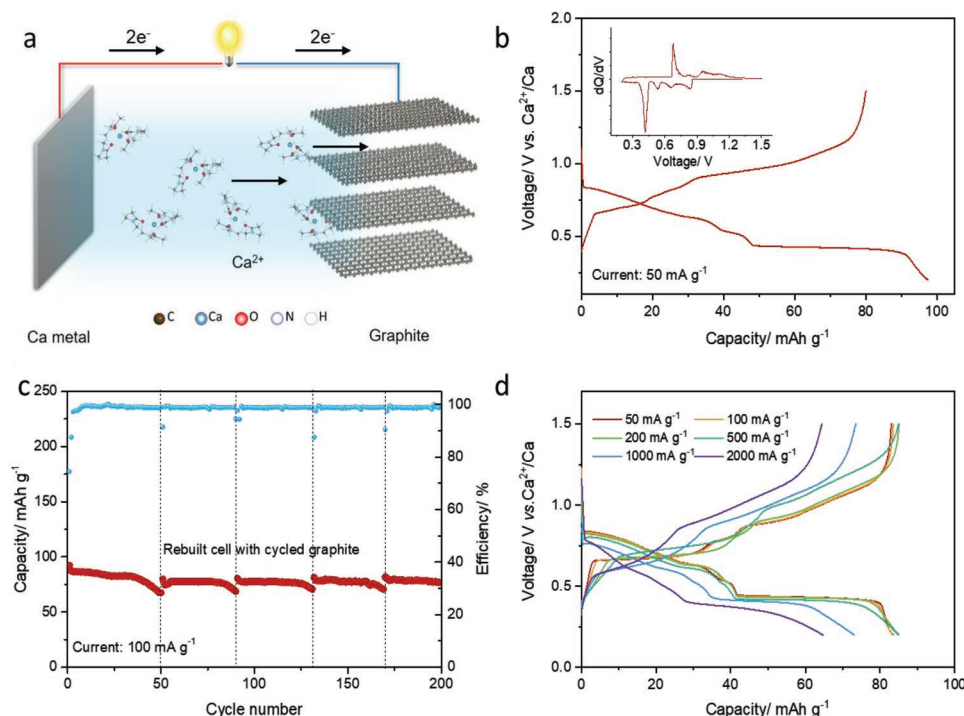 a
2e⁻
2e⁻
Ca²⁺
C
Ca
O
N
H
Ca metal
Graphite
b
Voltage/ V vs. Ca²⁺/Ca
1.5
1.0
0.5
0
20
40
60
80
100
Capacity/ mAh g⁻¹
Current: 50 mA g⁻¹
dQ/dV
0.3
0.6
0.9
1.2
1.5
Voltage/ V
c
Capacity/ mAh g⁻¹
250
225
200
175
150
125
100
75
50
25
0
0
50
100
150
200
Cycle number
Efficiency/ %
100
80
60
40
20
0
Rebuilt cell with cycled graphite
Current: 100 mA g⁻¹
d
Voltage/ V vs.Ca²⁺/Ca
1.5
1.0
0.5
0.0
0
20
40
60
80
100
Capacity/ mAh g⁻¹
50 mA g⁻¹
100 mA g⁻¹
200 mA g⁻¹
500 mA g⁻¹
1000 mA g⁻¹
2000 mA g⁻¹